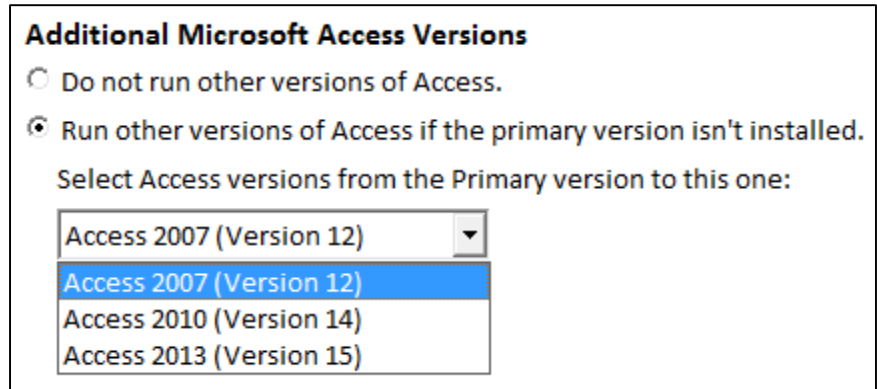 Additional Microsoft Access Versions
Do not run other versions of Access.
Run other versions of Access if the primary version isn't installed.
Select Access versions from the Primary version to this one:
Access 2007 (Version 12)
Access 2007 (Version 12)
Access 2010 (Version 14)
Access 2013 (Version 15)